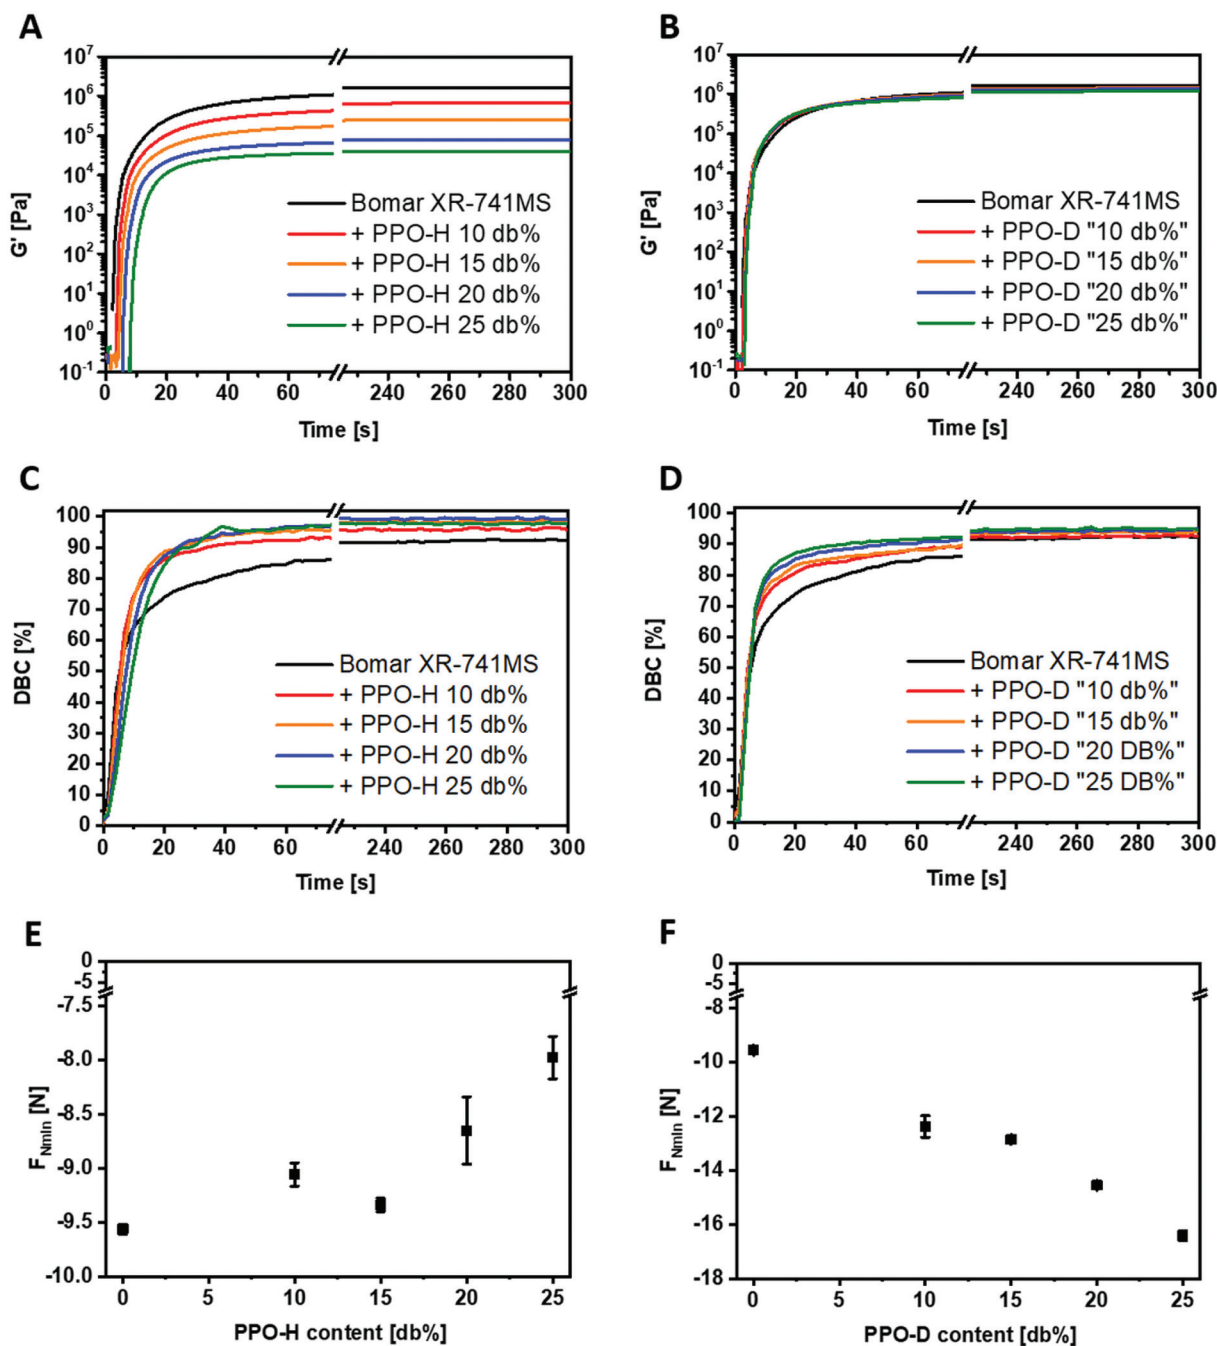 A
10⁷
10⁶
10⁵
10⁴
10³
10²
10¹
10⁰
10⁻¹
G' [Pa]
Bomar XR-741MS
+ PPO-H 10 db%
+ PPO-H 15 db%
+ PPO-H 20 db%
+ PPO-H 25 db%
0 20 40 60 240 260 280 300
Time [s]
B
10⁷
10⁶
10⁵
10⁴
10³
10²
10¹
10⁰
10⁻¹
G' [Pa]
Bomar XR-741MS
+ PPO-D "10 db%"
+ PPO-D "15 db%"
+ PPO-D "20 db%"
+ PPO-D "25 db%"
0 20 40 60 240 260 280 300
Time [s]
C
100
90
80
70
60
50
40
30
20
10
0
DBC [%]
Bomar XR-741MS
+ PPO-H 10 db%
+ PPO-H 15 db%
+ PPO-H 20 db%
+ PPO-H 25 db%
0 20 40 60 240 260 280 300
Time [s]
D
100
90
80
70
60
50
40
30
20
10
0
DBC [%]
Bomar XR-741MS
+ PPO-D "10 db%"
+ PPO-D "15 db%"
+ PPO-D "20 DB%"
+ PPO-D "25 DB%"
0 20 40 60 240 260 280 300
Time [s]
E
0
-5
-7.5
-8.0
-8.5
-9.0
-9.5
-10.0
F_Nmin [N]
0 5 10 15 20 25
PPO-H content [db%]
F
0
-5
-8
-10
-12
-14
-16
-18
F_Nmin [N]
0 5 10 15 20 25
PPO-D content [db%]